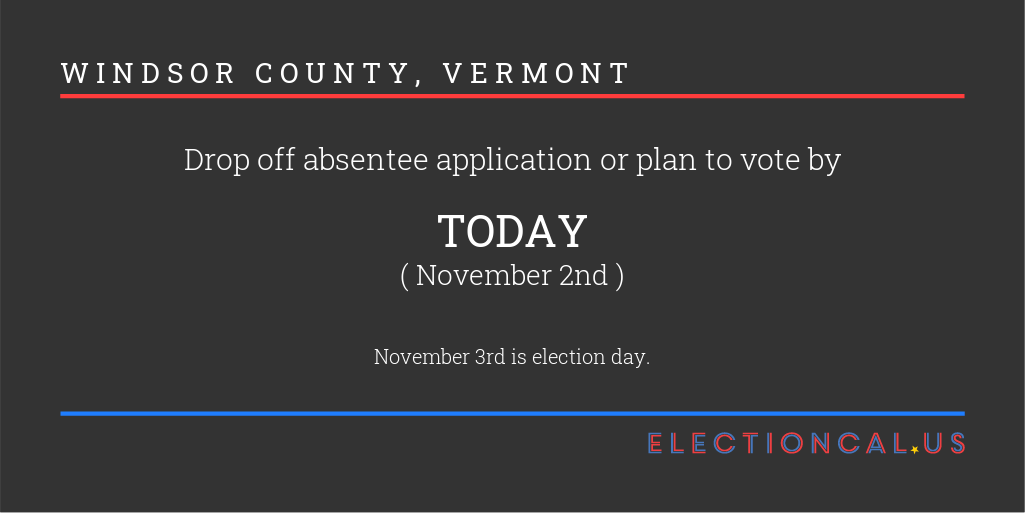 WINDSOR COUNTY, VERMONT
Drop off absentee application or plan to vote by
TODAY
( November 2nd )
November 3rd is election day.
ELECTIONCAL.US